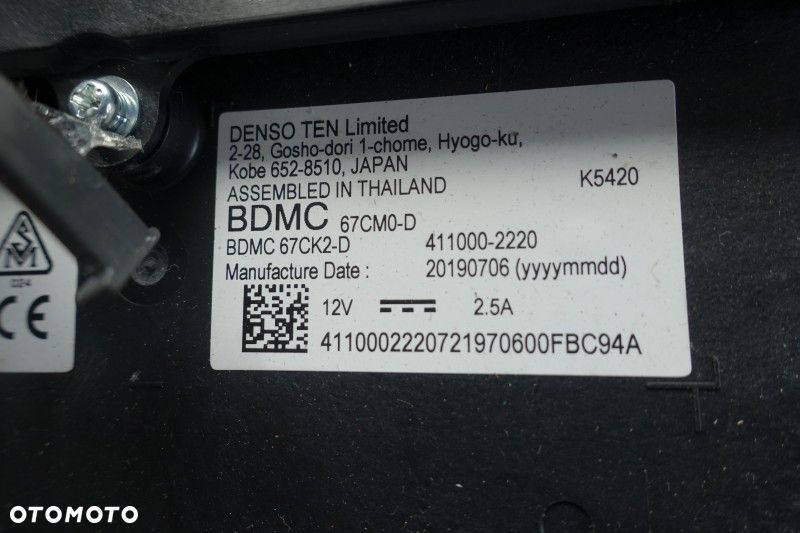 DENSO TEN Limited
2-28, Gosho-dori 1-chome, Hyogo-ku,
Kobe 652-8510, JAPAN
ASSEMBLED IN THAILAND K5420
BDMC 67CM0-D
BDMC 67CK2-D 411000-2220
Manufacture Date : 20190706 (yyyymmdd)
12V 2.5A
4110002220721970600FBC94A
D24
CE
OTOMOTO